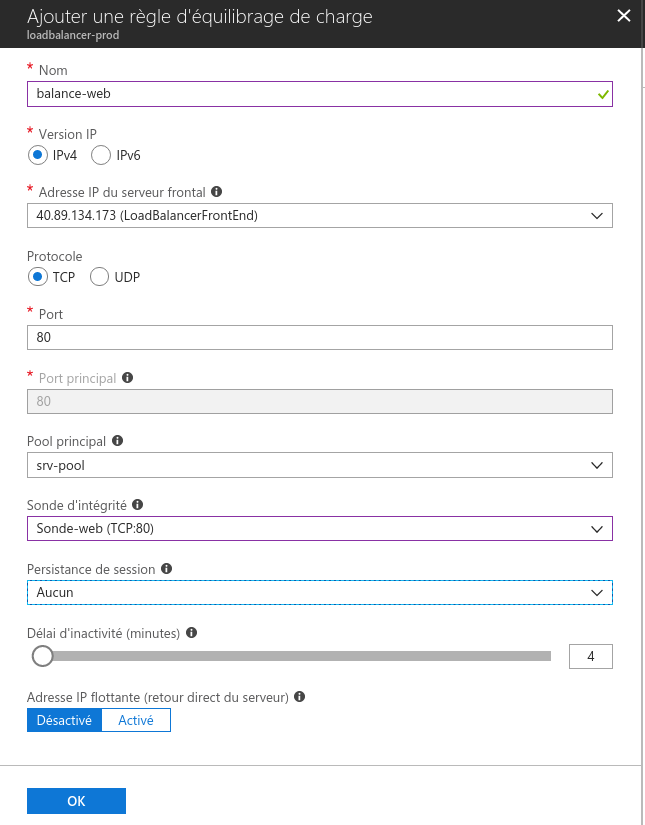 Ajouter une règle d'équilibrage de charge
loadbalancer-prod
* Nom
balance-web
* Version IP
IPv4 IPv6
* Adresse IP du serveur frontal
40.89.134.173 (LoadBalancerFrontEnd)
Protocole
TCP UDP
* Port
80
* Port principal
80
Pool principal
srv-pool
Sonde d'intégrité
Sonde-web (TCP:80)
Persistance de session
Aucun
Délai d'inactivité (minutes)
4
Adresse IP flottante (retour direct du serveur)
Désactivé Activé
OK